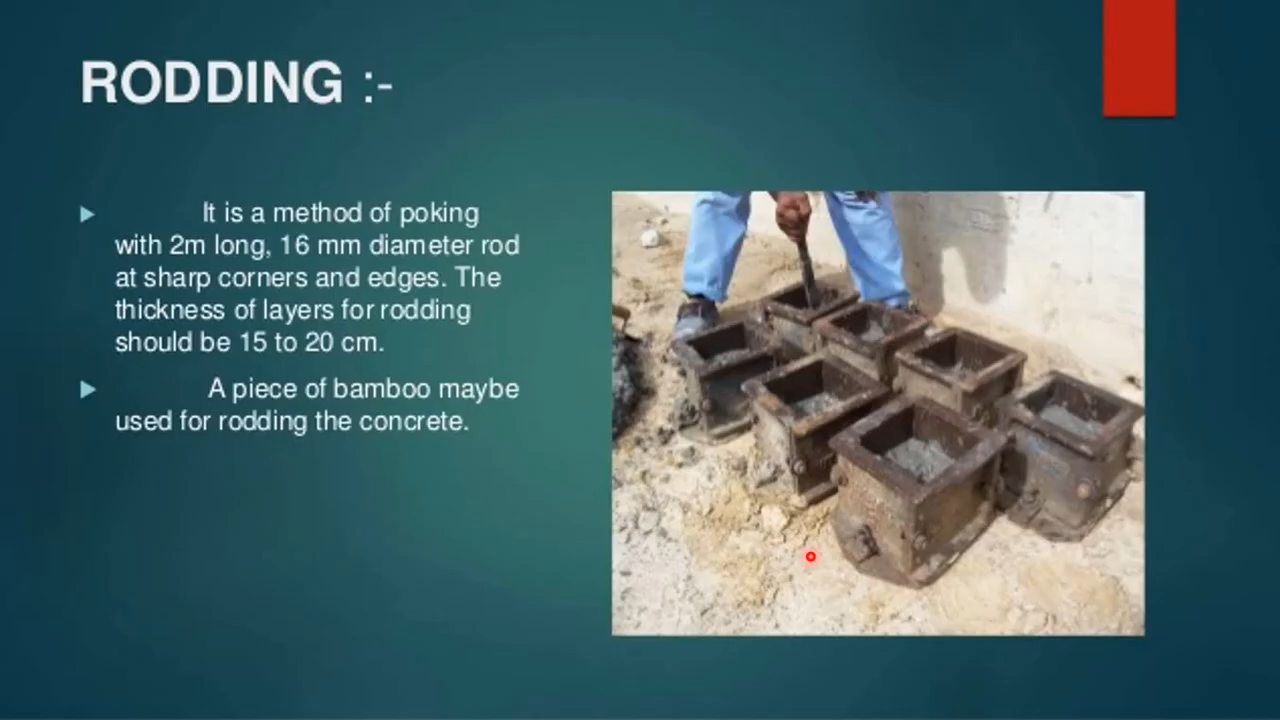 RODDING :-
It is a method of poking
with 2m long, 16 mm diameter rod
at sharp corners and edges. The
thickness of layers for rodding
should be 15 to 20 cm.
A piece of bamboo maybe
used for rodding the concrete.